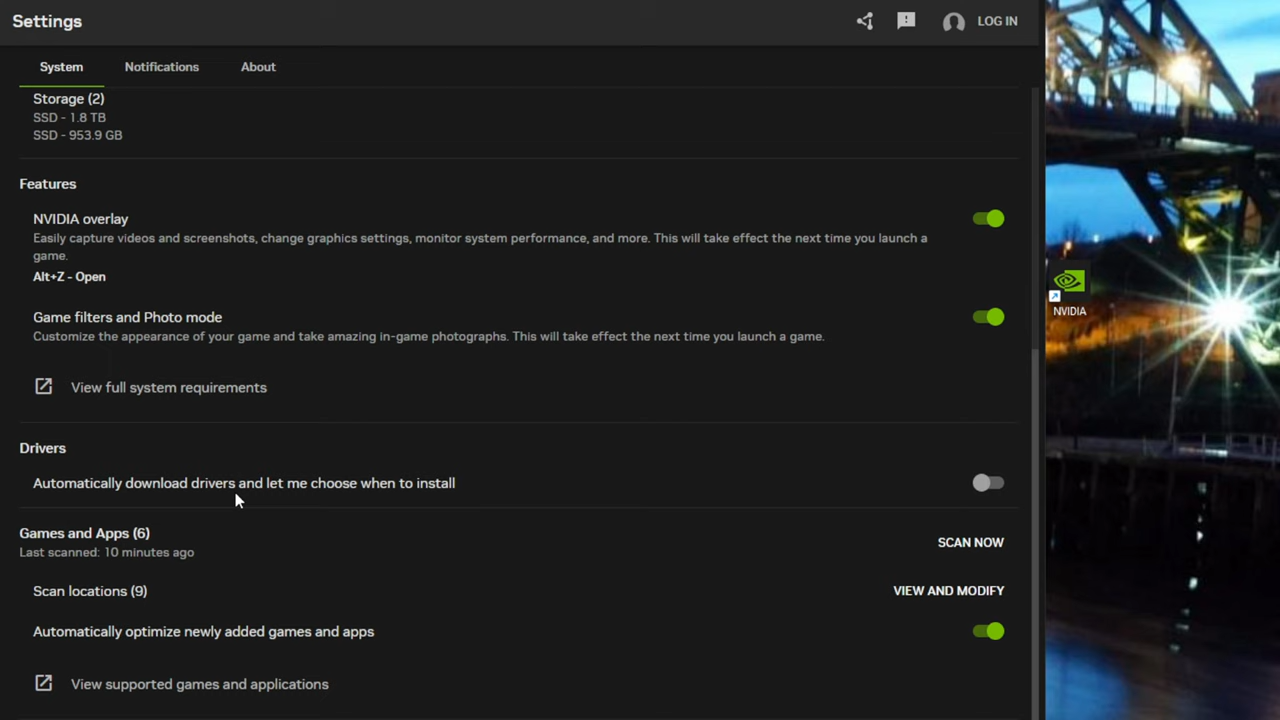 Settings
LOG IN
System
Notifications
About
Storage (2)
SSD - 1.8 TB
SSD - 953.9 GB
Features
NVIDIA overlay
Easily capture videos and screenshots, change graphics settings, monitor system performance, and more. This will take effect the next time you launch a
game.
Alt+Z - Open
Game filters and Photo mode
Customize the appearance of your game and take amazing in-game photographs. This will take effect the next time you launch a game.
View full system requirements
Drivers
Automatically download drivers and let me choose when to install
Games and Apps (6)
Last scanned: 10 minutes ago
SCAN NOW
Scan locations (9)
VIEW AND MODIFY
Automatically optimize newly added games and apps
View supported games and applications
NVIDIA